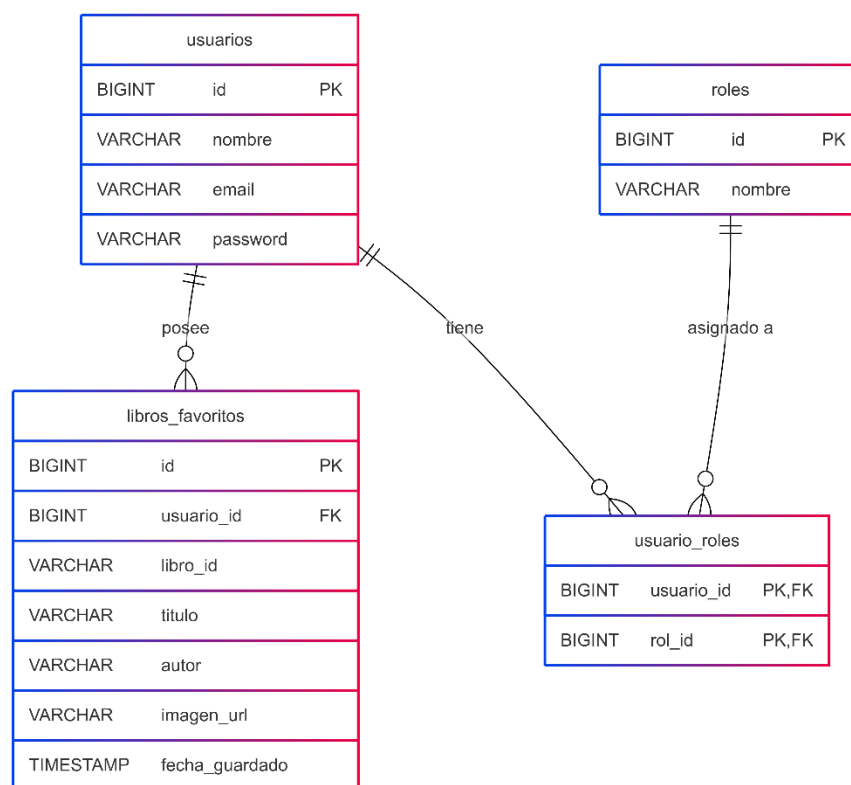 usuarios
BIGINT id PK
VARCHAR nombre
VARCHAR email
VARCHAR password
roles
BIGINT id PK
VARCHAR nombre
posee
tiene
asignado a
libros_favoritos
BIGINT id PK
BIGINT usuario_id FK
VARCHAR libro_id
VARCHAR titulo
VARCHAR autor
VARCHAR imagen_url
TIMESTAMP fecha_guardado
usuario_roles
BIGINT usuario_id PK,FK
BIGINT rol_id PK,FK